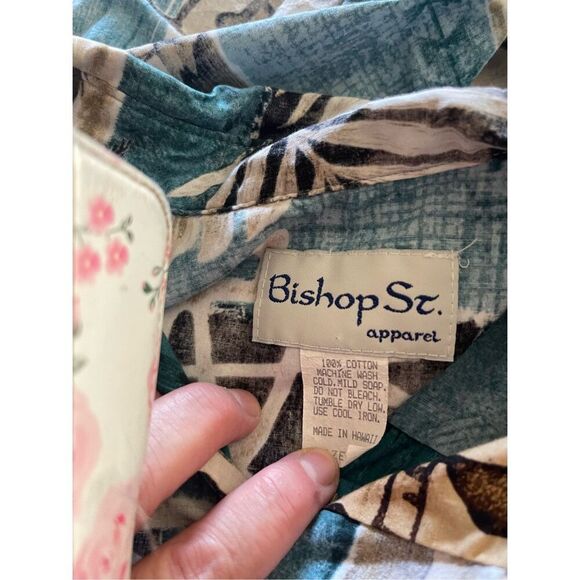 Bishop St.
apparel
100% COTTON
MACHINE WASH
COLD.MILD SOAP.
DO NOT BLEACH.
TUMBLE DRY LOW.
USE COOL IRON.
MADE IN HAWAII